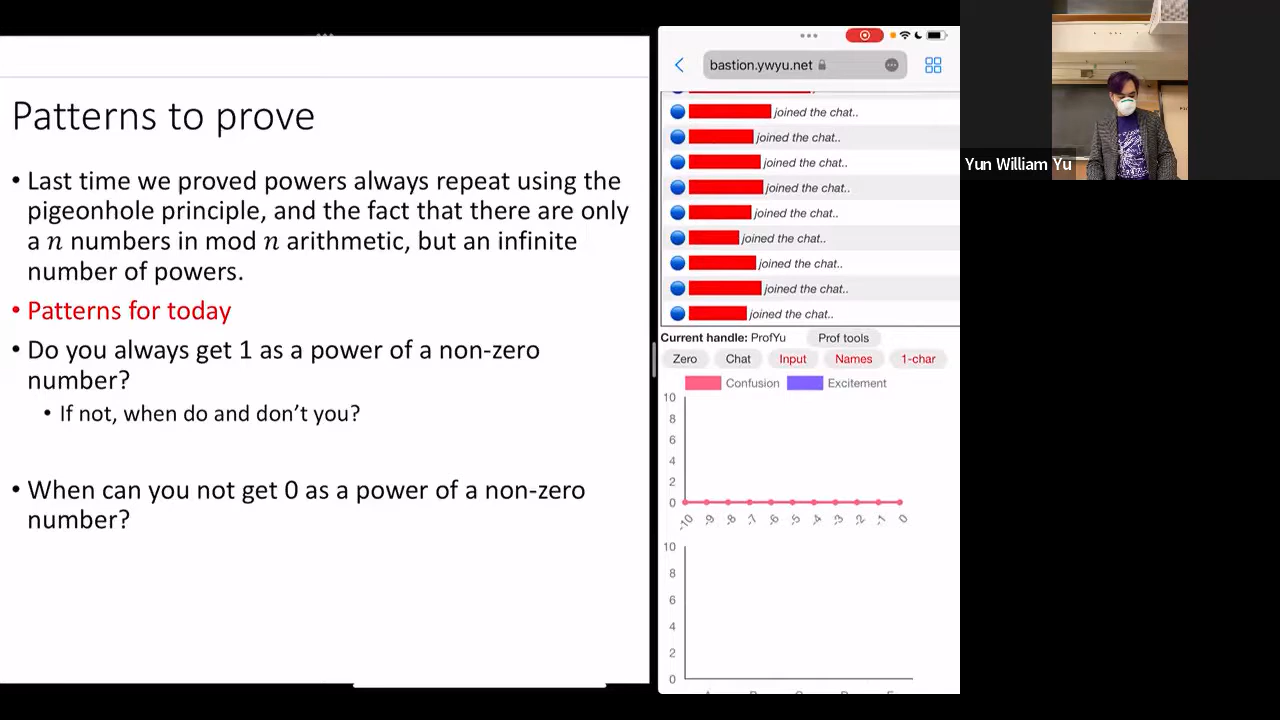 Patterns to prove
• Last time we proved powers always repeat using the
pigeonhole principle, and the fact that there are only
a n numbers in mod n arithmetic, but an infinite
number of powers.
• Patterns for today
• Do you always get 1 as a power of a non-zero
number?
• If not, when do and don't you?
• When can you not get 0 as a power of a non-zero
number?
bastion.ywyu.net
joined the chat..
joined the chat..
joined the chat..
joined the chat..
joined the chat..
joined the chat..
joined the chat..
joined the chat..
joined the chat..
Current handle: ProfYu Prof tools
Zero Chat Input Names 1-char
Confusion Excitement
10
8
6
4
2
0
-10 -9 -8 -7 -6 -5 -4 -3 -2 -1 0
10
8
6
4
2
0
Yun William Yu